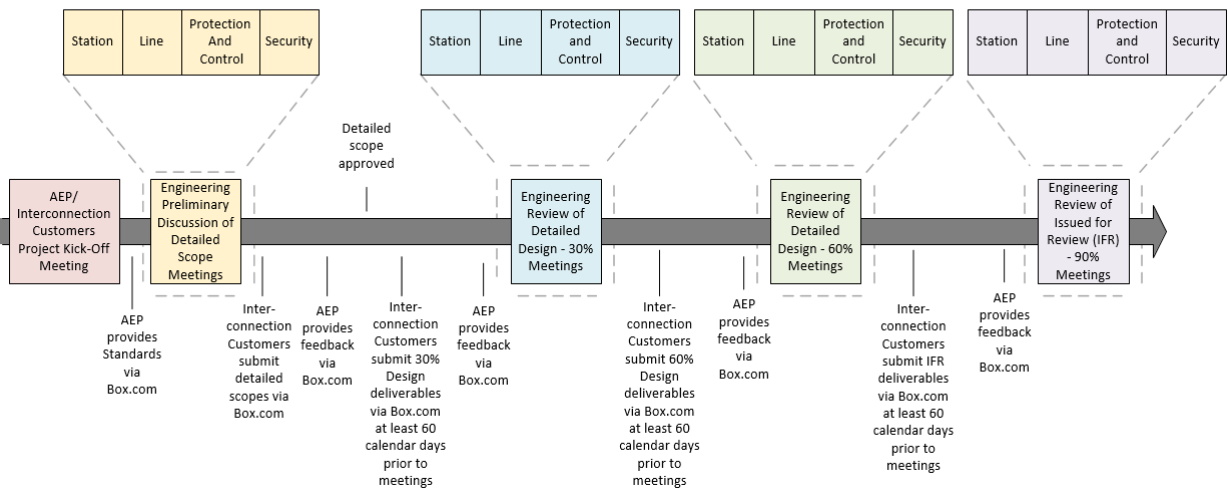 Station
Line
Protection
And
Control
Security
Station
Line
Protection
and
Control
Security
Station
Line
Protection
and
Control
Security
Station
Line
Protection
and
Control
Security
Detailed
scope
approved
AEP/
Interconnection
Customers
Project Kick-Off
Meeting
Engineering
Preliminary
Discussion of
Detailed
Scope
Meetings
Engineering
Review of
Detailed
Design - 30%
Meetings
Engineering
Review of
Detailed
Design - 60%
Meetings
Engineering
Review of
Issued for
Review (IFR)
- 90%
Meetings
AEP
provides
Standards
via
Box.com
Inter-
connection
Customers
submit
detailed
scopes via
Box.com
AEP
provides
feedback
via
Box.com
Inter-
connection
Customers
submit 30%
Design
deliverables
via Box.com
at least 60
calendar days
prior to
meetings
AEP
provides
feedback
via
Box.com
Inter-
connection
Customers
submit 60%
Design
deliverables
via Box.com
at least 60
calendar days
prior to
meetings
AEP
provides
feedback
via
Box.com
Inter-
connection
Customers
submit IFR
deliverables
via Box.com
at least 60
calendar days
prior to
meetings
AEP
provides
feedback
via
Box.com